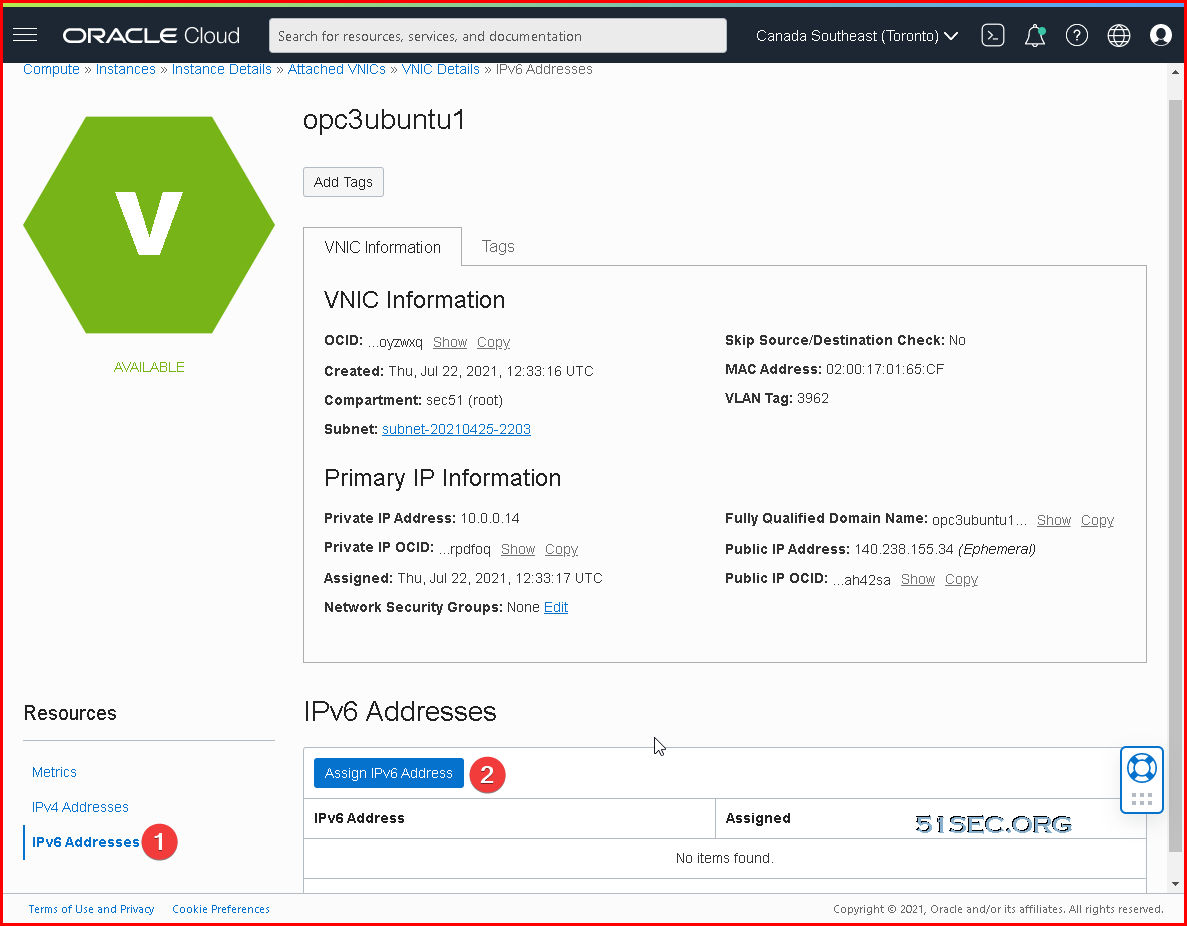 ORACLE Cloud
Search for resources, services, and documentation
Canada Southeast (Toronto)
Compute » Instances » Instance Details » Attached VNICs » VNIC Details » IPv6 Addresses
V
AVAILABLE
opc3ubuntu1
Add Tags
VNIC Information
Tags
VNIC Information
OCID: ...oyzwxq Show Copy
Created: Thu, Jul 22, 2021, 12:33:16 UTC
Compartment: sec51 (root)
Subnet: subnet-20210425-2203
Skip Source/Destination Check: No
MAC Address: 02:00:17:01:65:CF
VLAN Tag: 3962
Primary IP Information
Private IP Address: 10.0.0.14
Private IP OCID: ...rpdfoq Show Copy
Assigned: Thu, Jul 22, 2021, 12:33:17 UTC
Network Security Groups: None Edit
Fully Qualified Domain Name: opc3ubuntu1... Show Copy
Public IP Address: 140.238.155.34 (Ephemeral)
Public IP OCID: ...ah42sa Show Copy
Resources
Metrics
IPv4 Addresses
IPv6 Addresses 1
IPv6 Addresses
Assign IPv6 Address 2
IPv6 Address
Assigned
51SEC.ORG
No items found.
Terms of Use and Privacy
Cookie Preferences
Copyright © 2021, Oracle and/or its affiliates. All rights reserved.